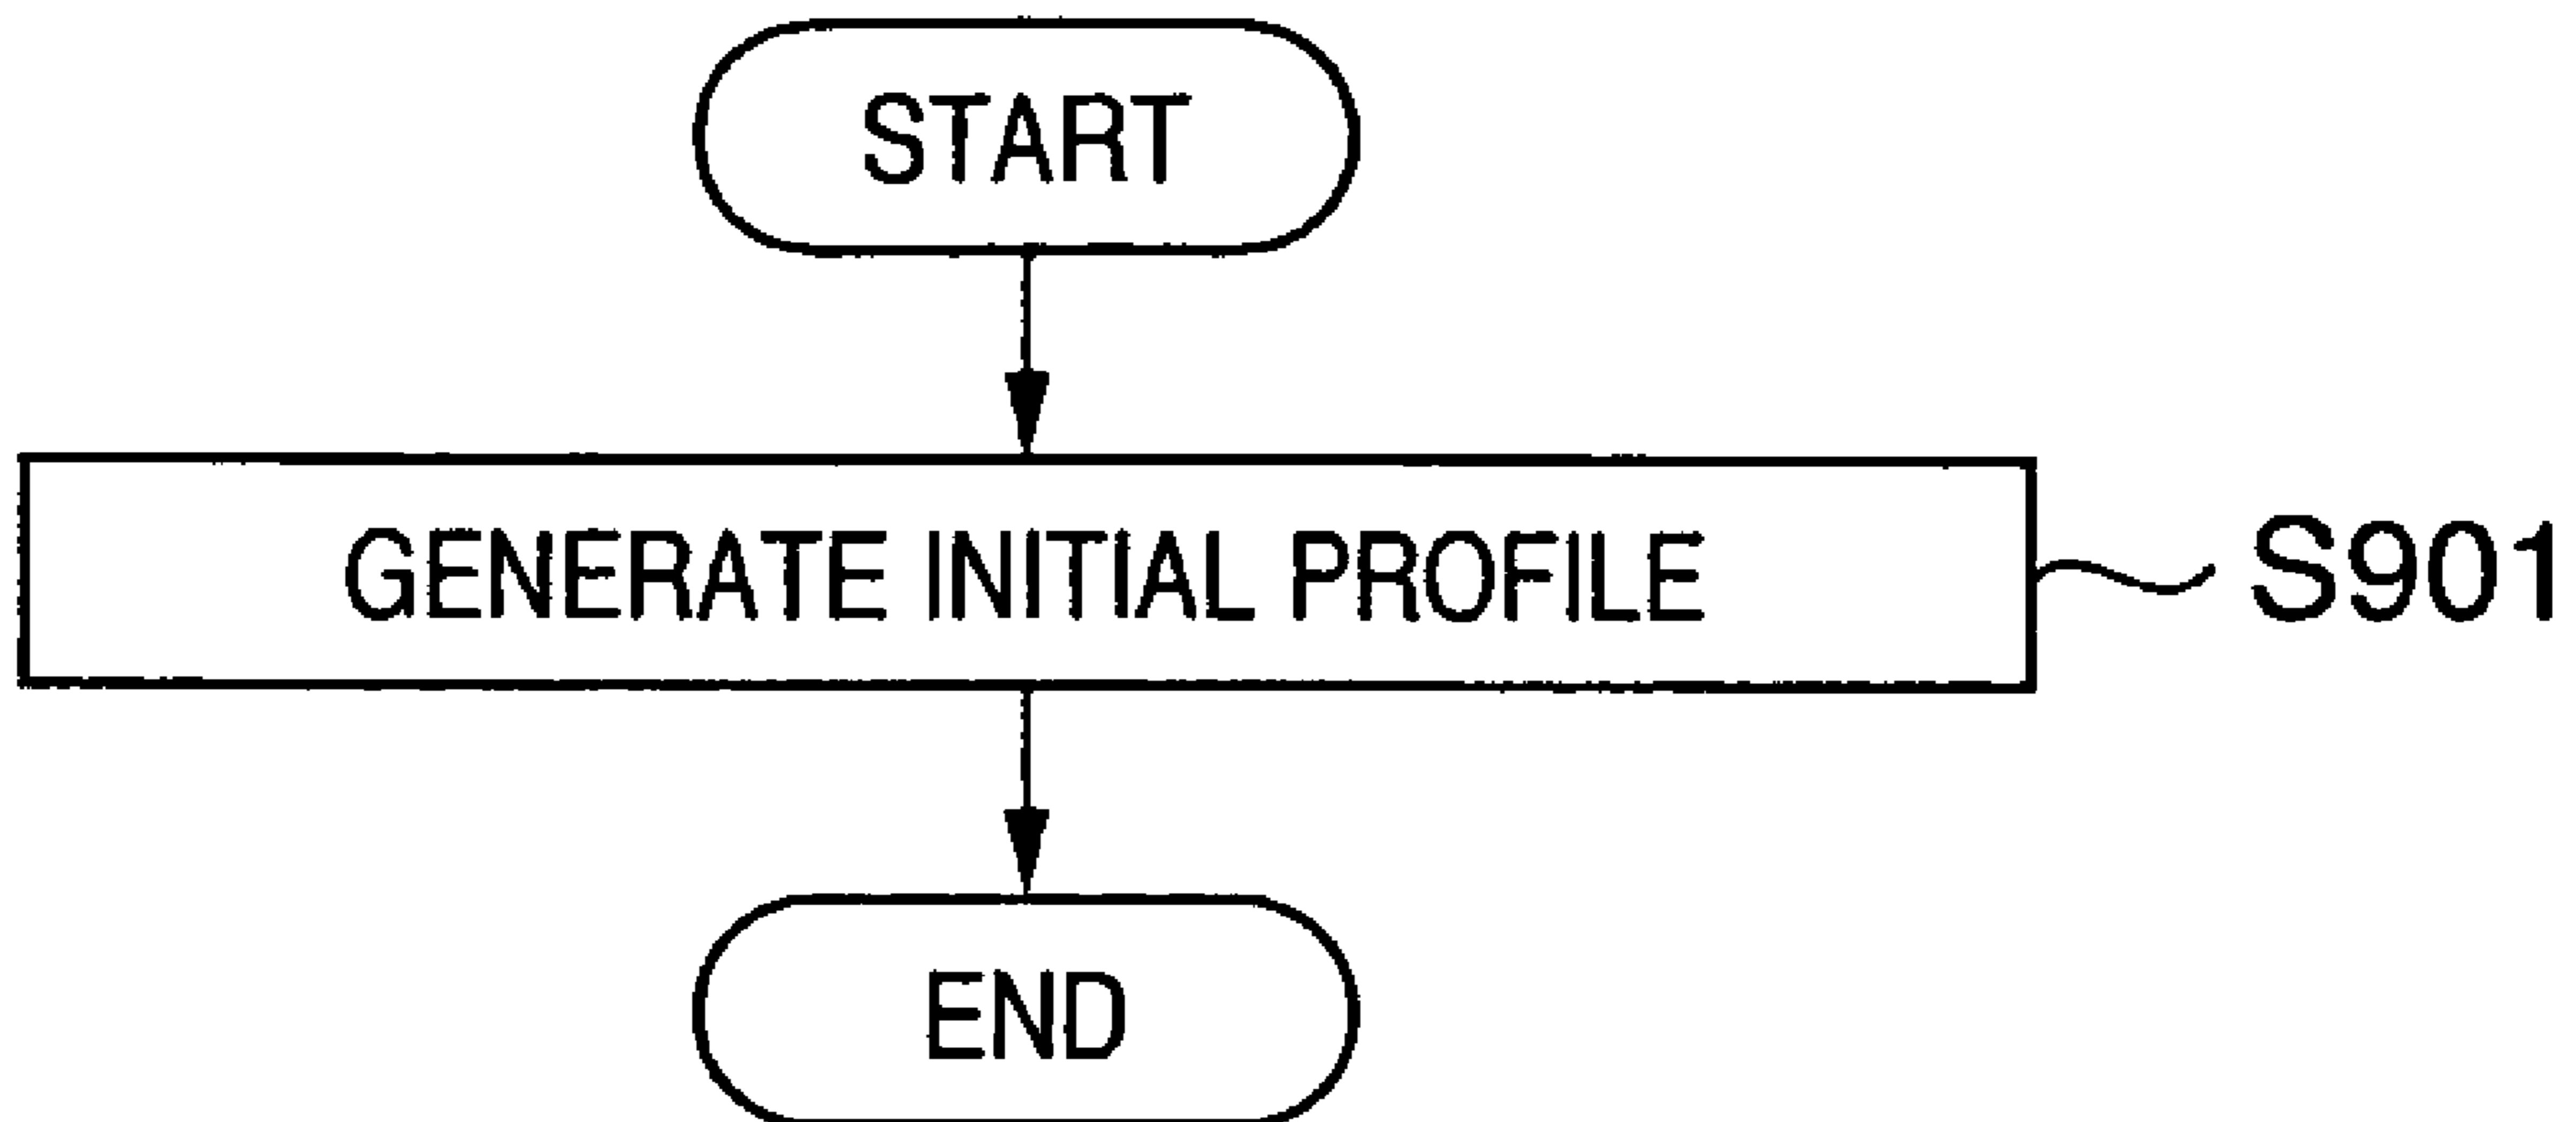 START
GENERATE INITIAL PROFILE
S901
END